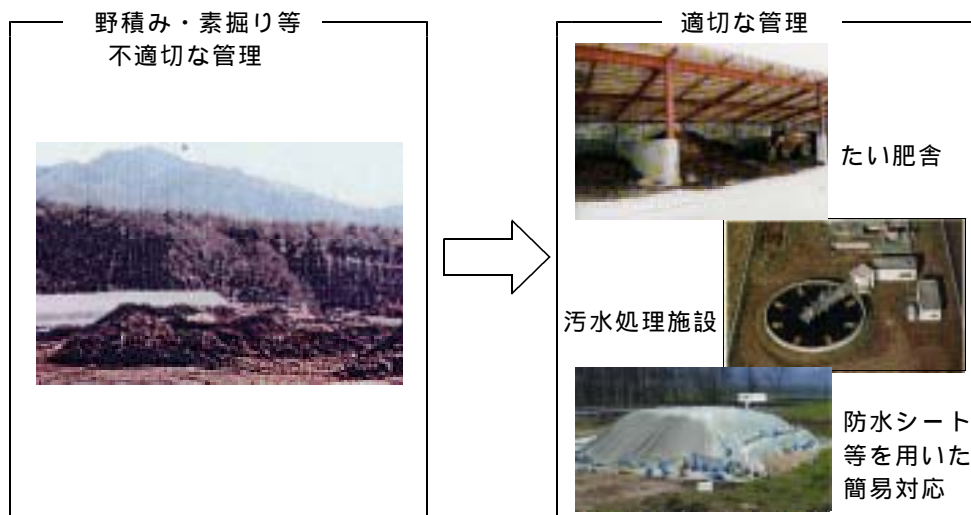 野積み・素掘り等
不適切な管理
適切な管理
たい肥舎
汚水処理施設
防水シート
等を用いた
簡易対応